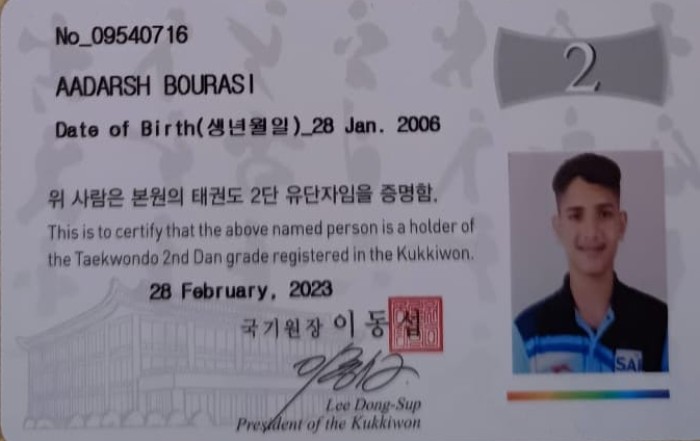 No_09540716
2
AADARSH BOURASI
Date of Birth(생년월일)_28 Jan. 2006
위 사람은 본원의 태권도 2단 유단자임을 증명함.
This is to certify that the above named person is a holder of
the Taekwondo 2nd Dan grade registered in the Kukkiwon.
28 February, 2023
국기원장 이동섭
Lee Dong-Sup
President of the Kukkiwon
SAI